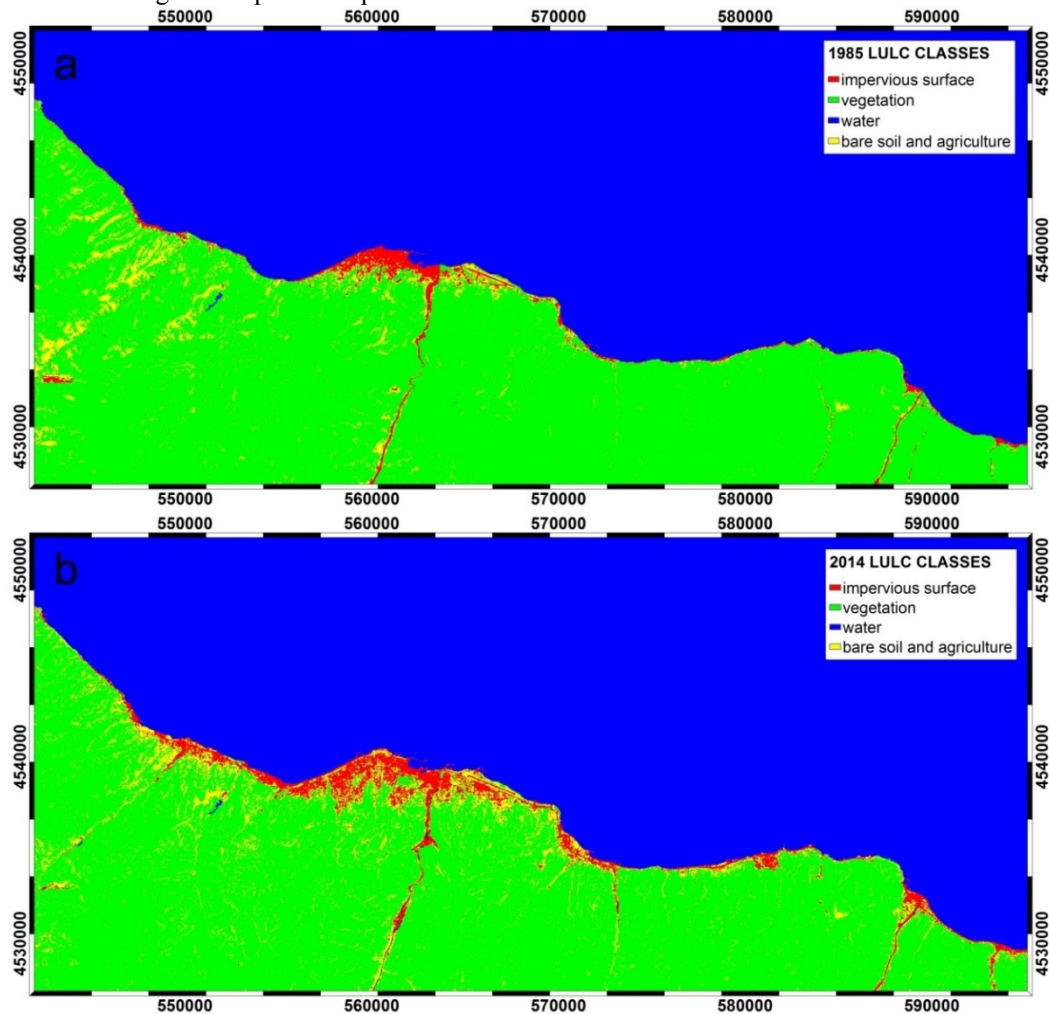 550000 560000 570000 580000 590000
a
1985 LULC CLASSES
impervious surface
vegetation
water
bare soil and agriculture
4550000 4550000
4540000 4540000
4530000 4530000
550000 560000 570000 580000 590000
550000 560000 570000 580000 590000
b
2014 LULC CLASSES
impervious surface
vegetation
water
bare soil and agriculture
4550000 4550000
4540000 4540000
4530000 4530000
550000 560000 570000 580000 590000